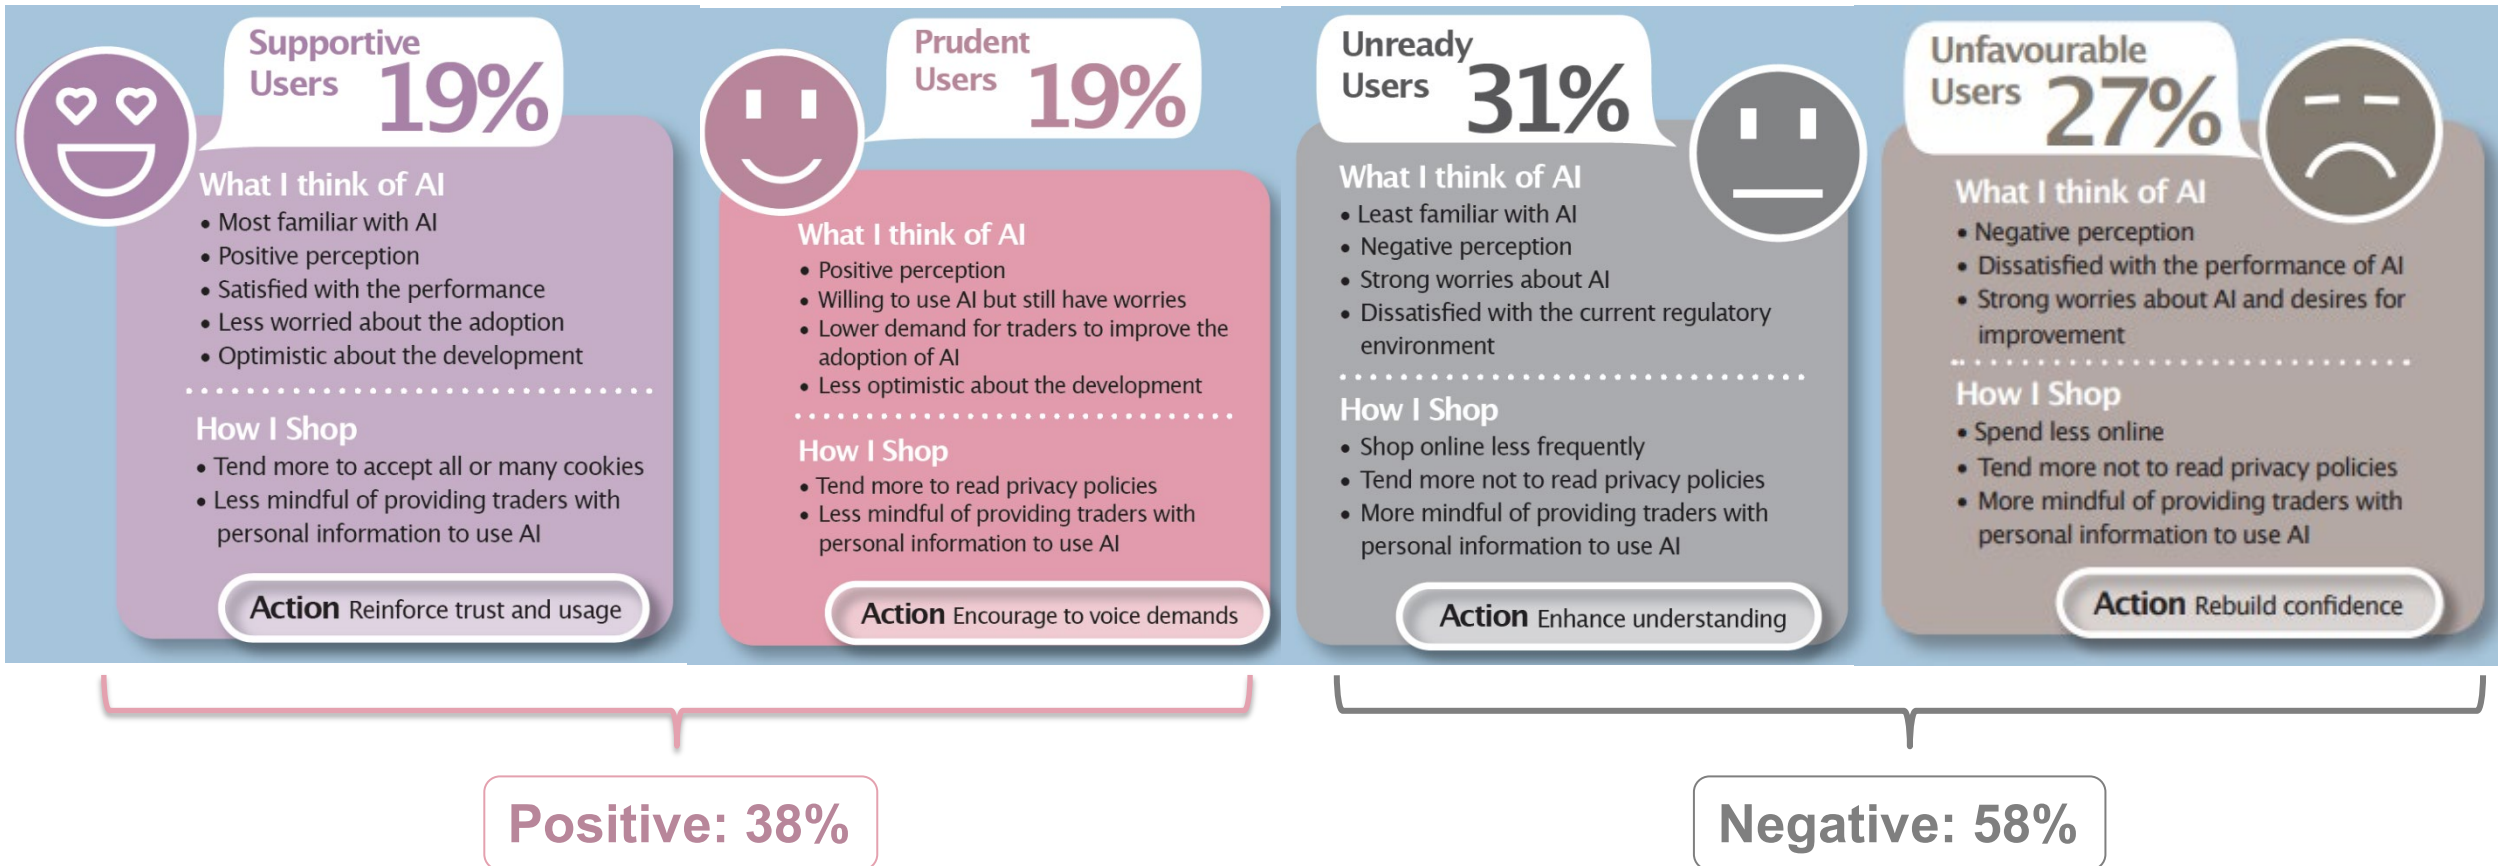 Supportive
Users 19%
What I think of AI
• Most familiar with AI
• Positive perception
• Satisfied with the performance
• Less worried about the adoption
• Optimistic about the development
How I Shop
• Tend more to accept all or many cookies
• Less mindful of providing traders with
personal information to use AI
Action Reinforce trust and usage
Prudent
Users 19%
What I think of AI
• Positive perception
• Willing to use AI but still have worries
• Lower demand for traders to improve the
adoption of AI
• Less optimistic about the development
How I Shop
• Tend more to read privacy policies
• Less mindful of providing traders with
personal information to use AI
Action Encourage to voice demands
Unready
Users 31%
What I think of AI
• Least familiar with AI
• Negative perception
• Strong worries about AI
• Dissatisfied with the current regulatory
environment
How I Shop
• Shop online less frequently
• Tend more not to read privacy policies
• More mindful of providing traders with
personal information to use AI
Action Enhance understanding
Unfavourable
Users 27%
What I think of AI
• Negative perception
• Dissatisfied with the performance of AI
• Strong worries about AI and desires for
improvement
How I Shop
• Spend less online
• Tend more not to read privacy policies
• More mindful of providing traders with
personal information to use AI
Action Rebuild confidence
Positive: 38%
Negative: 58%